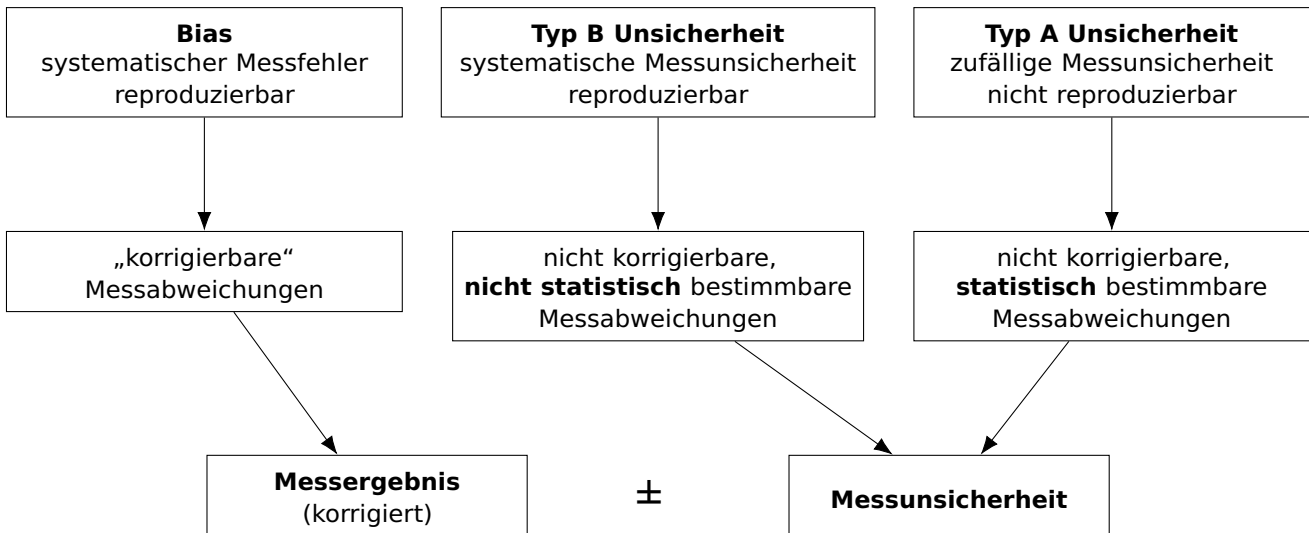 Bias
systematischer Messfehler
reproduzierbar
Typ B Unsicherheit
systematische Messunsicherheit
reproduzierbar
Typ A Unsicherheit
zufällige Messunsicherheit
nicht reproduzierbar
„korrigierbare“
Messabweichungen
nicht korrigierbare,
nicht statistisch bestimmbare
Messabweichungen
nicht korrigierbare,
statistisch bestimmbare
Messabweichungen
Messergebnis
(korrigiert)
±
Messunsicherheit